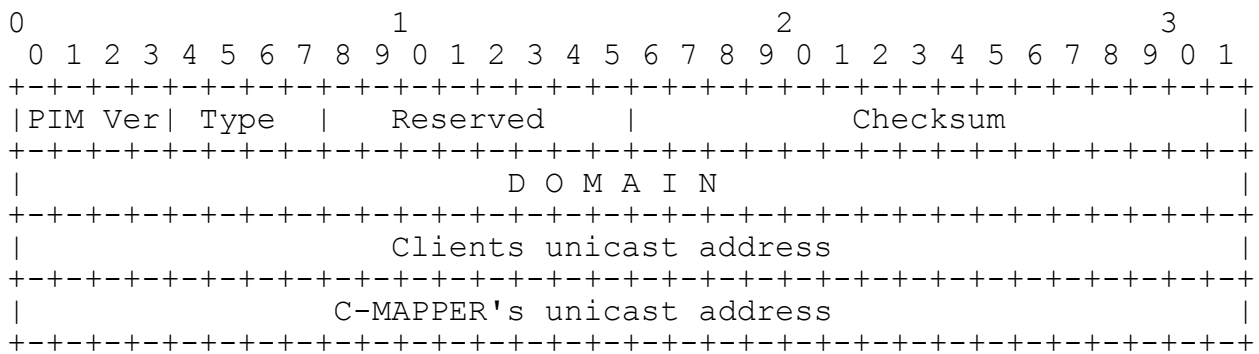 0                   1                   2                   3
 0 1 2 3 4 5 6 7 8 9 0 1 2 3 4 5 6 7 8 9 0 1 2 3 4 5 6 7 8 9 0 1
+-+-+-+-+-+-+-+-+-+-+-+-+-+-+-+-+-+-+-+-+-+-+-+-+-+-+-+-+-+-+-+-+
|PIM Ver| Type  |   Reserved    |           Checksum            |
+-+-+-+-+-+-+-+-+-+-+-+-+-+-+-+-+-+-+-+-+-+-+-+-+-+-+-+-+-+-+-+-+
|                         D O M A I N                           |
+-+-+-+-+-+-+-+-+-+-+-+-+-+-+-+-+-+-+-+-+-+-+-+-+-+-+-+-+-+-+-+-+
|                   Clients unicast address                     |
+-+-+-+-+-+-+-+-+-+-+-+-+-+-+-+-+-+-+-+-+-+-+-+-+-+-+-+-+-+-+-+-+
|                C-MAPPER's unicast address                     |
+-+-+-+-+-+-+-+-+-+-+-+-+-+-+-+-+-+-+-+-+-+-+-+-+-+-+-+-+-+-+-+-+